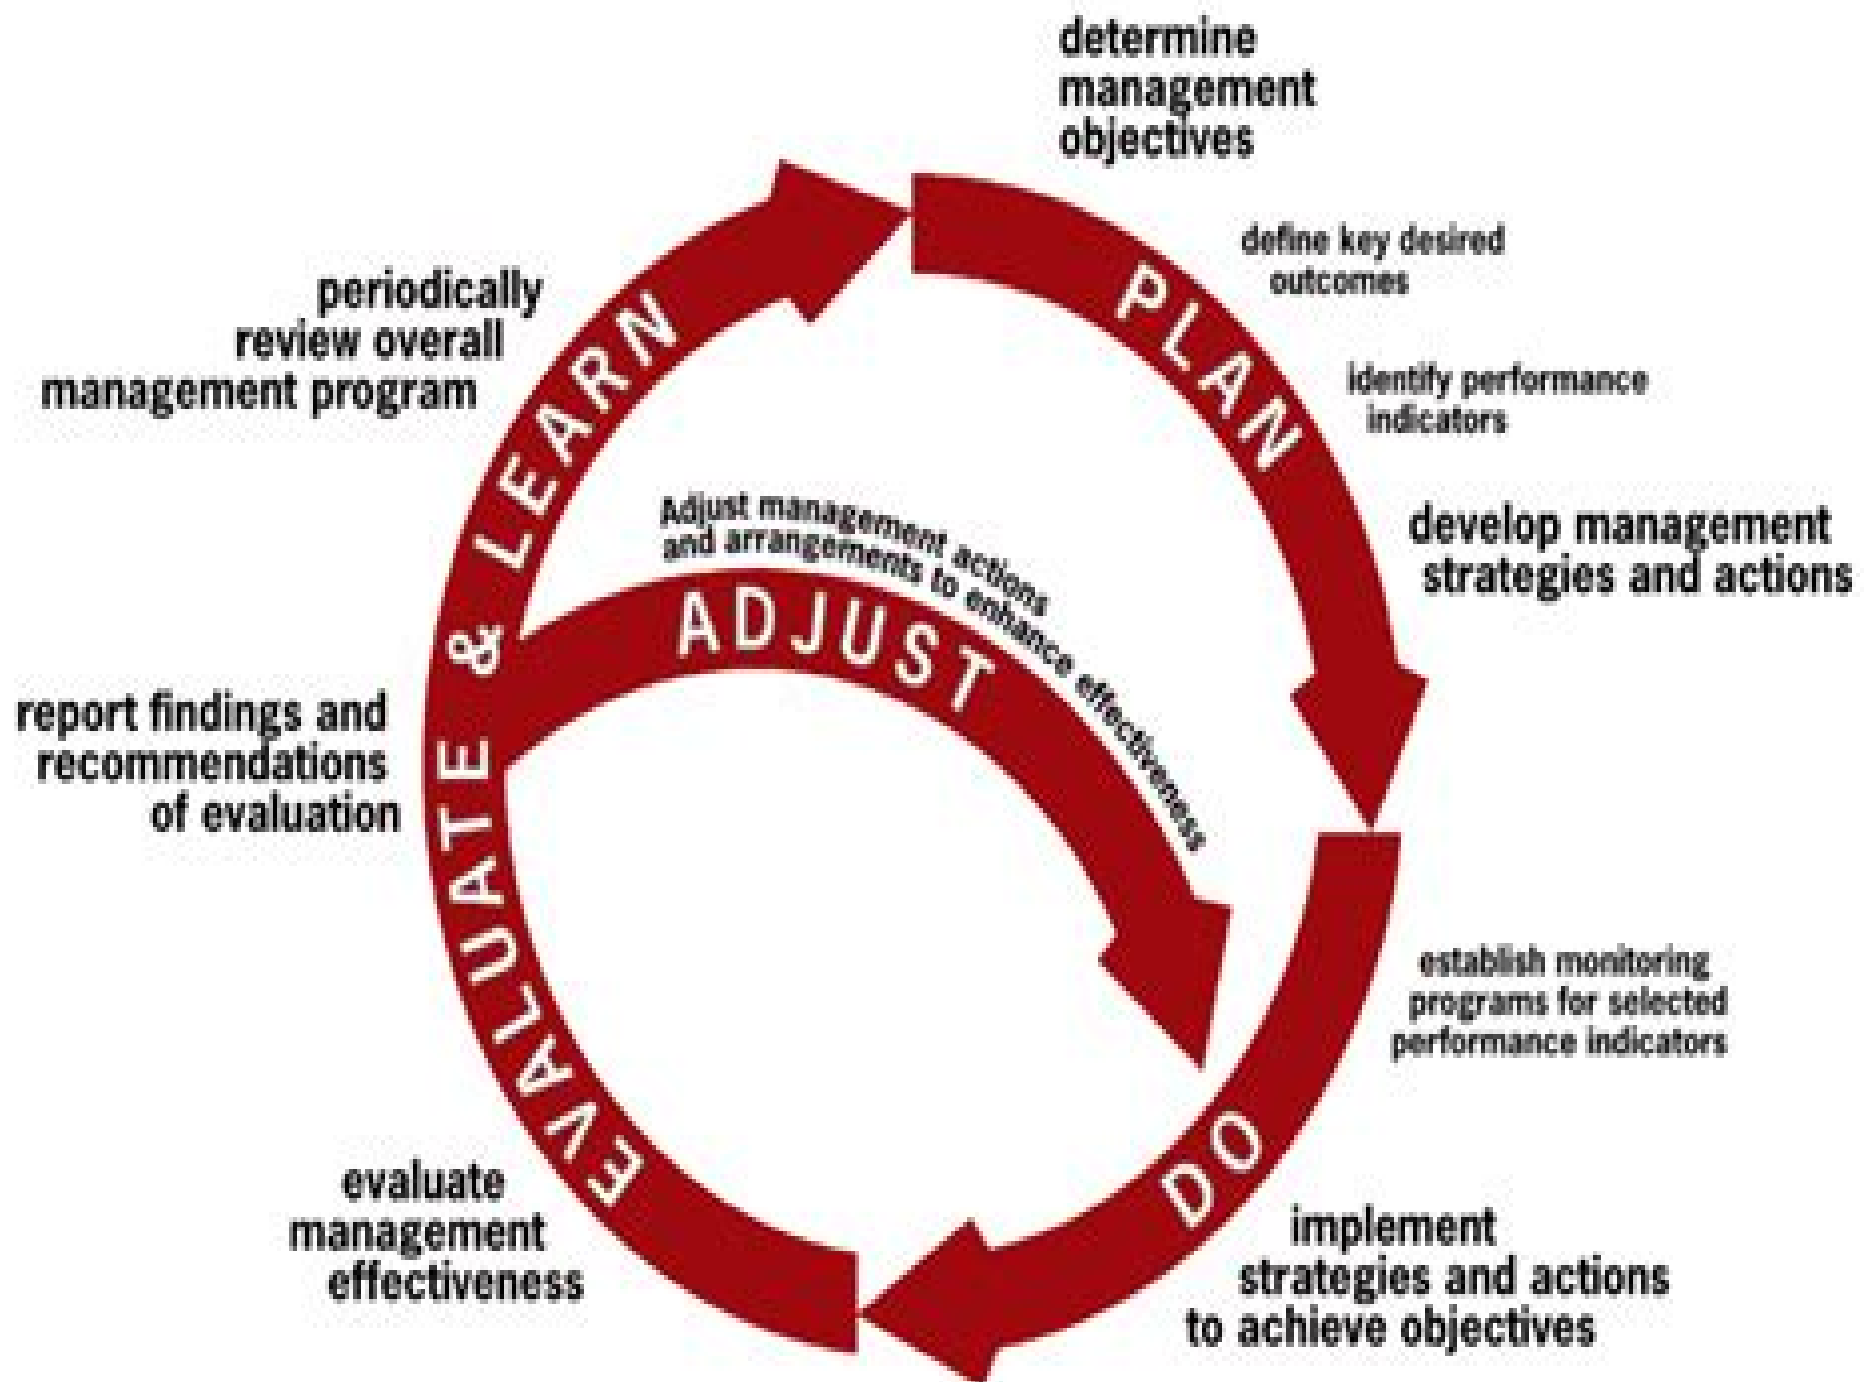 determine
management
objectives
define key desired
outcomes
PLAN
identify performance
indicators
develop management
strategies and actions
establish monitoring
programs for selected
performance indicators
DO
implement
strategies and actions
to achieve objectives
evaluate
management
effectiveness
EVALUATE & LEARN
report findings and
recommendations
of evaluation
periodically
review overall
management program
Adjust management actions
and arrangements to enhance effectiveness
ADJUST